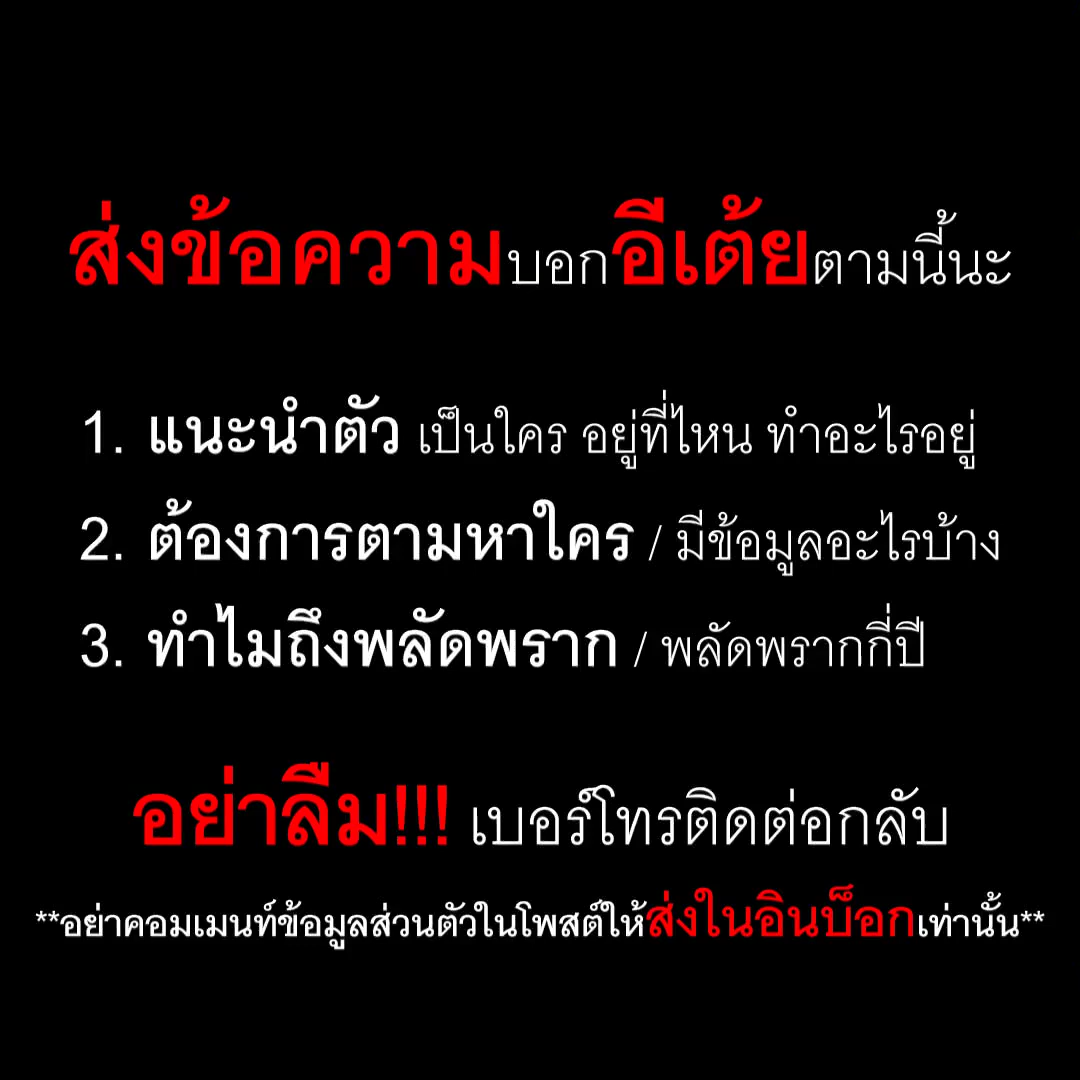 ส่งข้อความบอกอีเต้ยตามนี้นะ
1. แนะนำตัว เป็นใคร อยู่ที่ไหน ทำอะไรอยู่
2. ต้องการตามหาใคร / มีข้อมูลอะไรบ้าง
3. ทำไมถึงพลัดพราก / พลัดพรากกี่ปี
อย่าลืม!!! เบอร์โทรติดต่อกลับ
**อย่าคอมเมนท์ข้อมูลส่วนตัวในโพสต์ให้ส่งในอินบ็อกเท่านั้น**